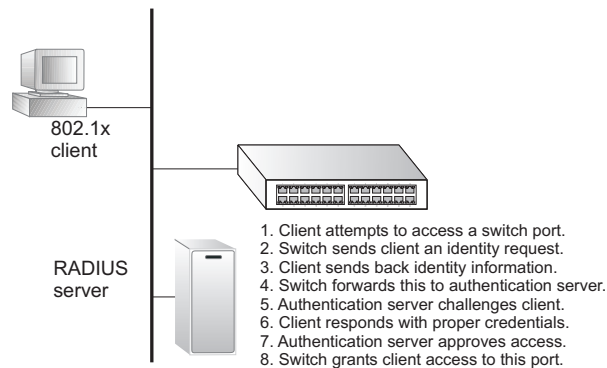 802.1x
client
RADIUS
server
1. Client attempts to access a switch port.
2. Switch sends client an identity request.
3. Client sends back identity information.
4. Switch forwards this to authentication server.
5. Authentication server challenges client.
6. Client responds with proper credentials.
7. Authentication server approves access.
8. Switch grants client access to this port.